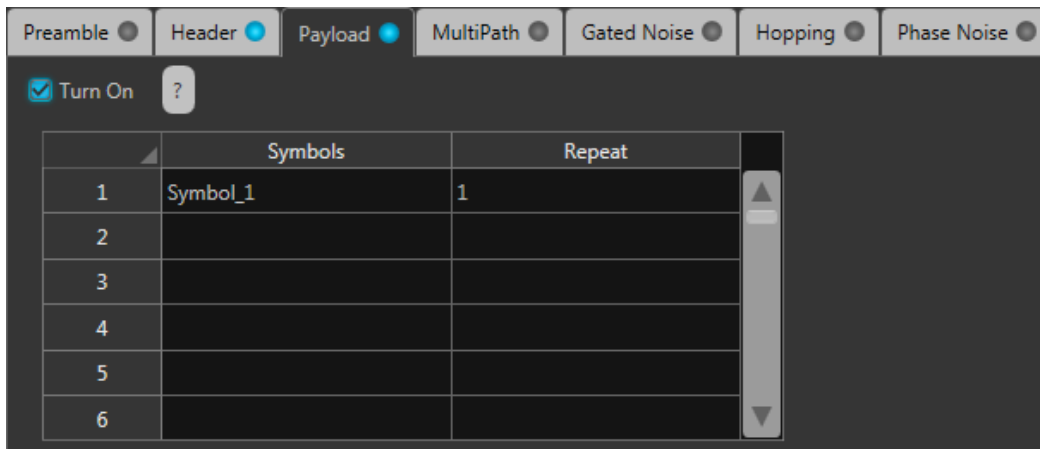 Preamble Header Payload MultiPath Gated Noise Hopping Phase Noise
Turn On ?
Symbols Repeat
1 Symbol_1 1
2
3
4
5
6